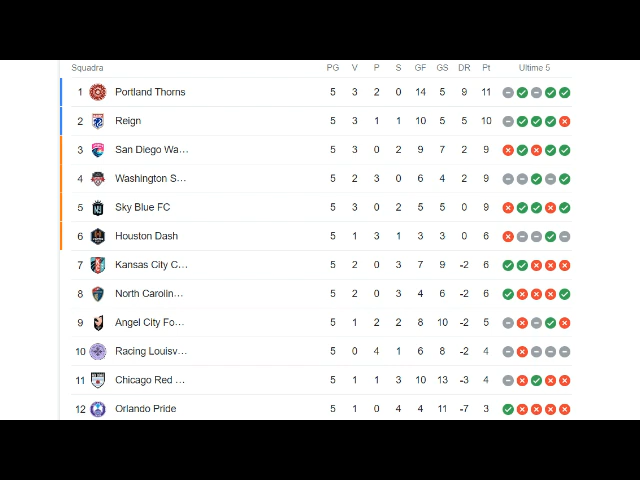 Squadra PG V P S GF GS DR Pt Ultime 5
1 Portland Thorns 5 3 2 0 14 5 9 11
2 Reign 5 3 1 1 10 5 5 10
3 San Diego Wa... 5 3 0 2 9 7 2 9
4 Washington S... 5 2 3 0 6 4 2 9
5 Sky Blue FC 5 3 0 2 5 5 0 9
6 Houston Dash 5 1 3 1 3 3 0 6
7 Kansas City C... 5 2 0 3 7 9 -2 6
8 North Carolin... 5 2 0 3 4 6 -2 6
9 Angel City Fo... 5 1 2 2 8 10 -2 5
10 Racing Louisv... 5 0 4 1 6 8 -2 4
11 Chicago Red ... 5 1 1 3 10 13 -3 4
12 Orlando Pride 5 1 0 4 4 11 -7 3